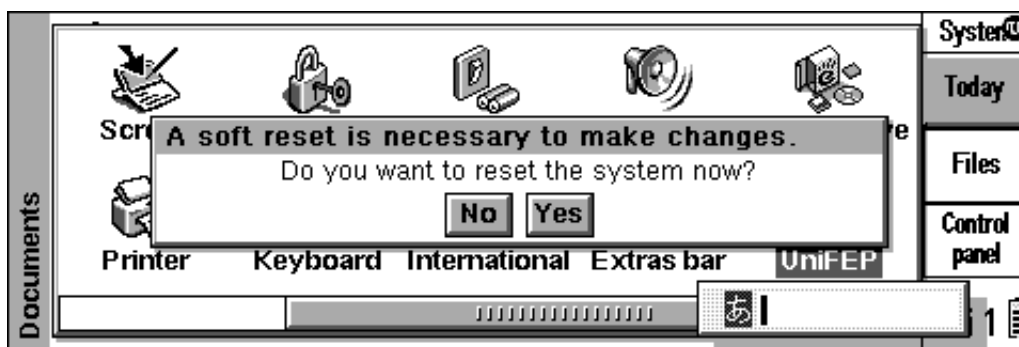 System
Today
Files
Control
panel
Documents
A soft reset is necessary to make changes.
Do you want to reset the system now?
No
Yes
Printer
Keyboard
International
Extras bar
UniFEP
あ